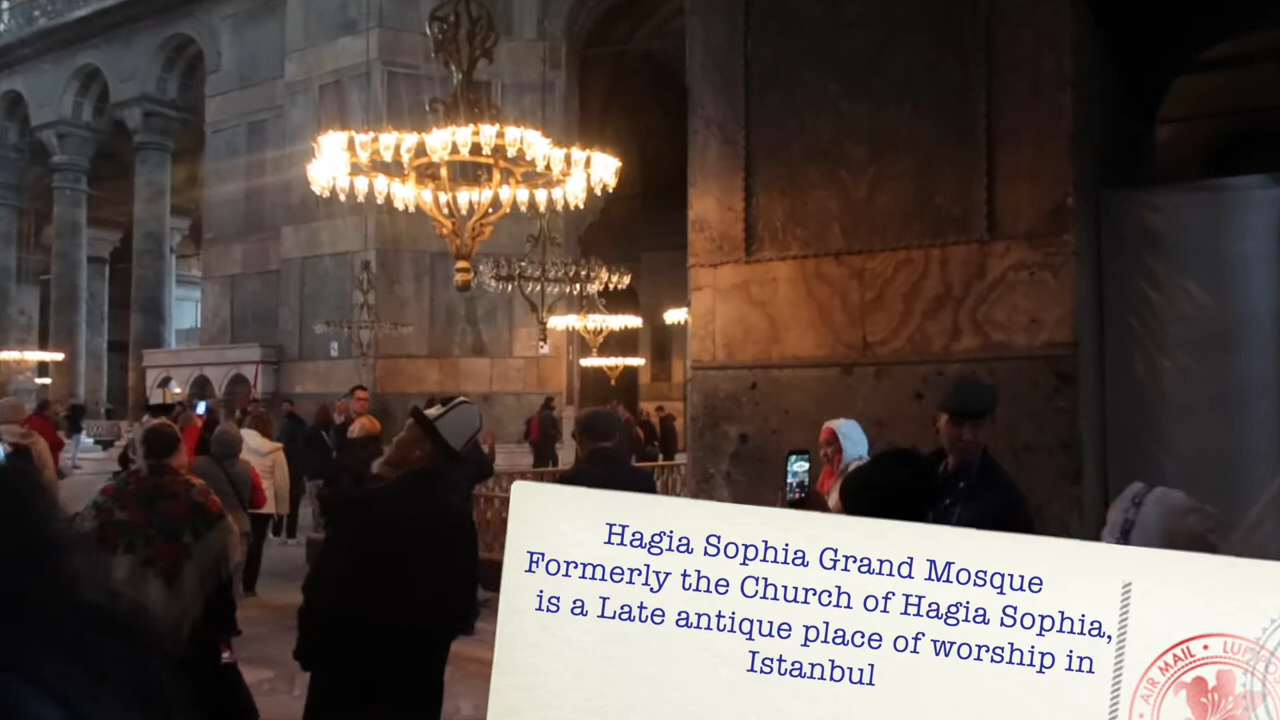 Hagia Sophia Grand Mosque
Formerly the Church of Hagia Sophia,
is a Late antique place of worship in
Istanbul
AIR MAIL • LUFTPO